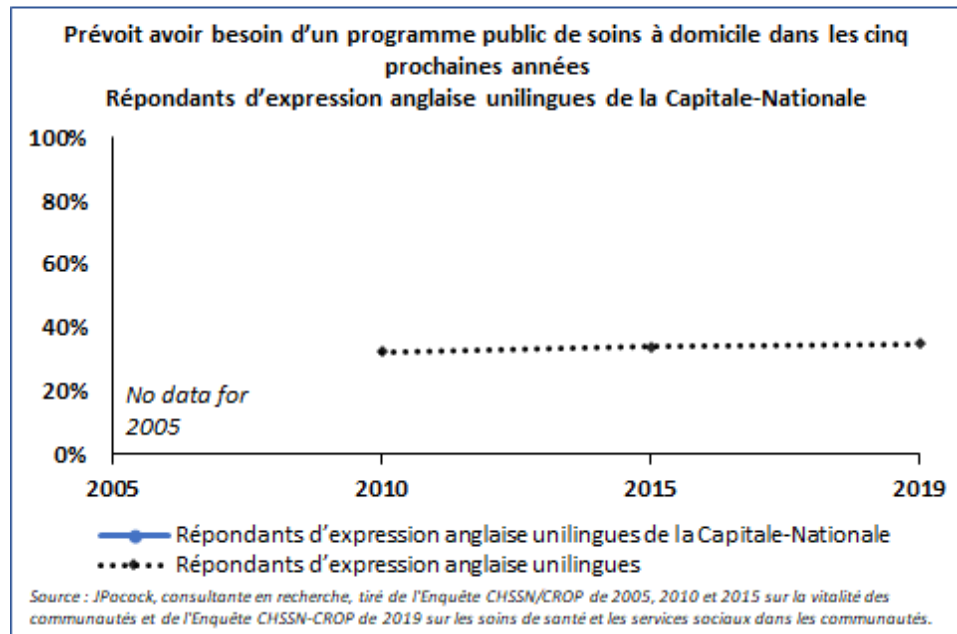 Prévoit avoir besoin d’un programme public de soins à domicile dans les cinq
prochaines années
Répondants d’expression anglaise unilingues de la Capitale-Nationale
100%
80%
60%
40%
20%
0%
No data for
2005
2005
2010
2015
2019
Répondants d’expression anglaise unilingues de la Capitale-Nationale
Répondants d’expression anglaise unilingues
Source : JPocock, consultante en recherche, tiré de l'Enquête CHSSN/CROP de 2005, 2010 et 2015 sur la vitalité des
communautés et de l'Enquête CHSSN-CROP de 2019 sur les soins de santé et les services sociaux dans les communautés.